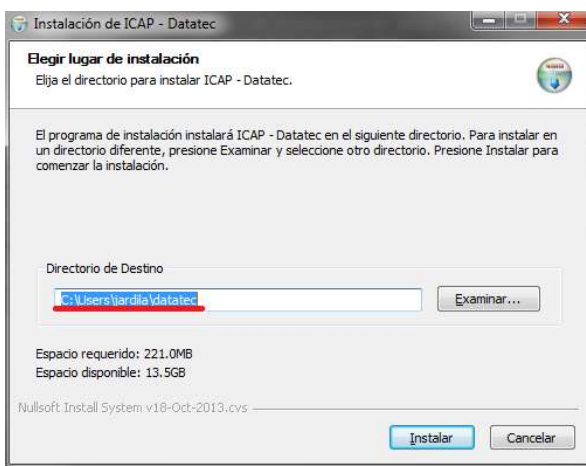 Instalación de ICAP - Datatec
Elegir lugar de instalación
Elija el directorio para instalar ICAP - Datatec.
El programa de instalación instalará ICAP - Datatec en el siguiente directorio. Para instalar en
un directorio diferente, presione Examinar y seleccione otro directorio. Presione Instalar para
comenzar la instalación.
Directorio de Destino
C:\Users\jardila\datatec
Examinar...
Espacio requerido: 221.0MB
Espacio disponible: 13.5GB
Nullsoft Install System v18-Oct-2013.cvs
Instalar
Cancelar